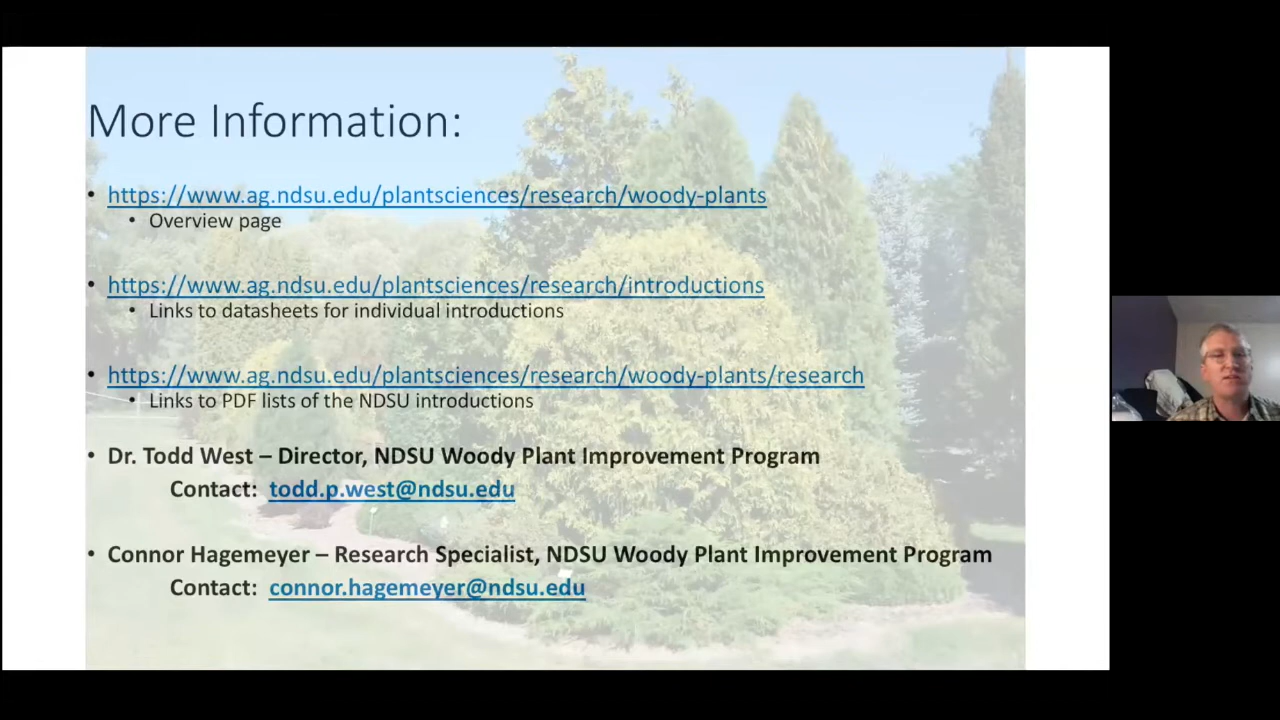 More Information:
• https://www.ag.ndsu.edu/plantsciences/research/woody-plants
• Overview page
• https://www.ag.ndsu.edu/plantsciences/research/introductions
• Links to datasheets for individual introductions
• https://www.ag.ndsu.edu/plantsciences/research/woody-plants/research
• Links to PDF lists of the NDSU introductions
• Dr. Todd West – Director, NDSU Woody Plant Improvement Program
Contact: todd.p.west@ndsu.edu
• Connor Hagemeyer – Research Specialist, NDSU Woody Plant Improvement Program
Contact: connor.hagemeyer@ndsu.edu